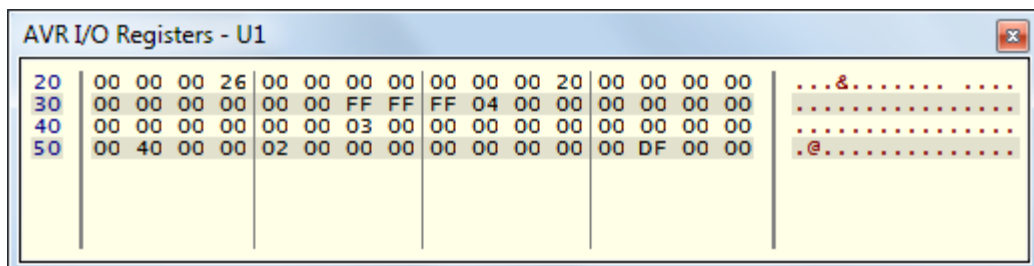 AVR I/O Registers - U1
20 00 00 00 26 00 00 00 00 00 00 00 20 00 00 00 00 ...&....... ....
30 00 00 00 00 00 00 FF FF FF 04 00 00 00 00 00 00 ................
40 00 00 00 00 00 00 03 00 00 00 00 00 00 00 00 00 ................
50 00 40 00 00 02 00 00 00 00 00 00 00 00 DF 00 00 .@..............